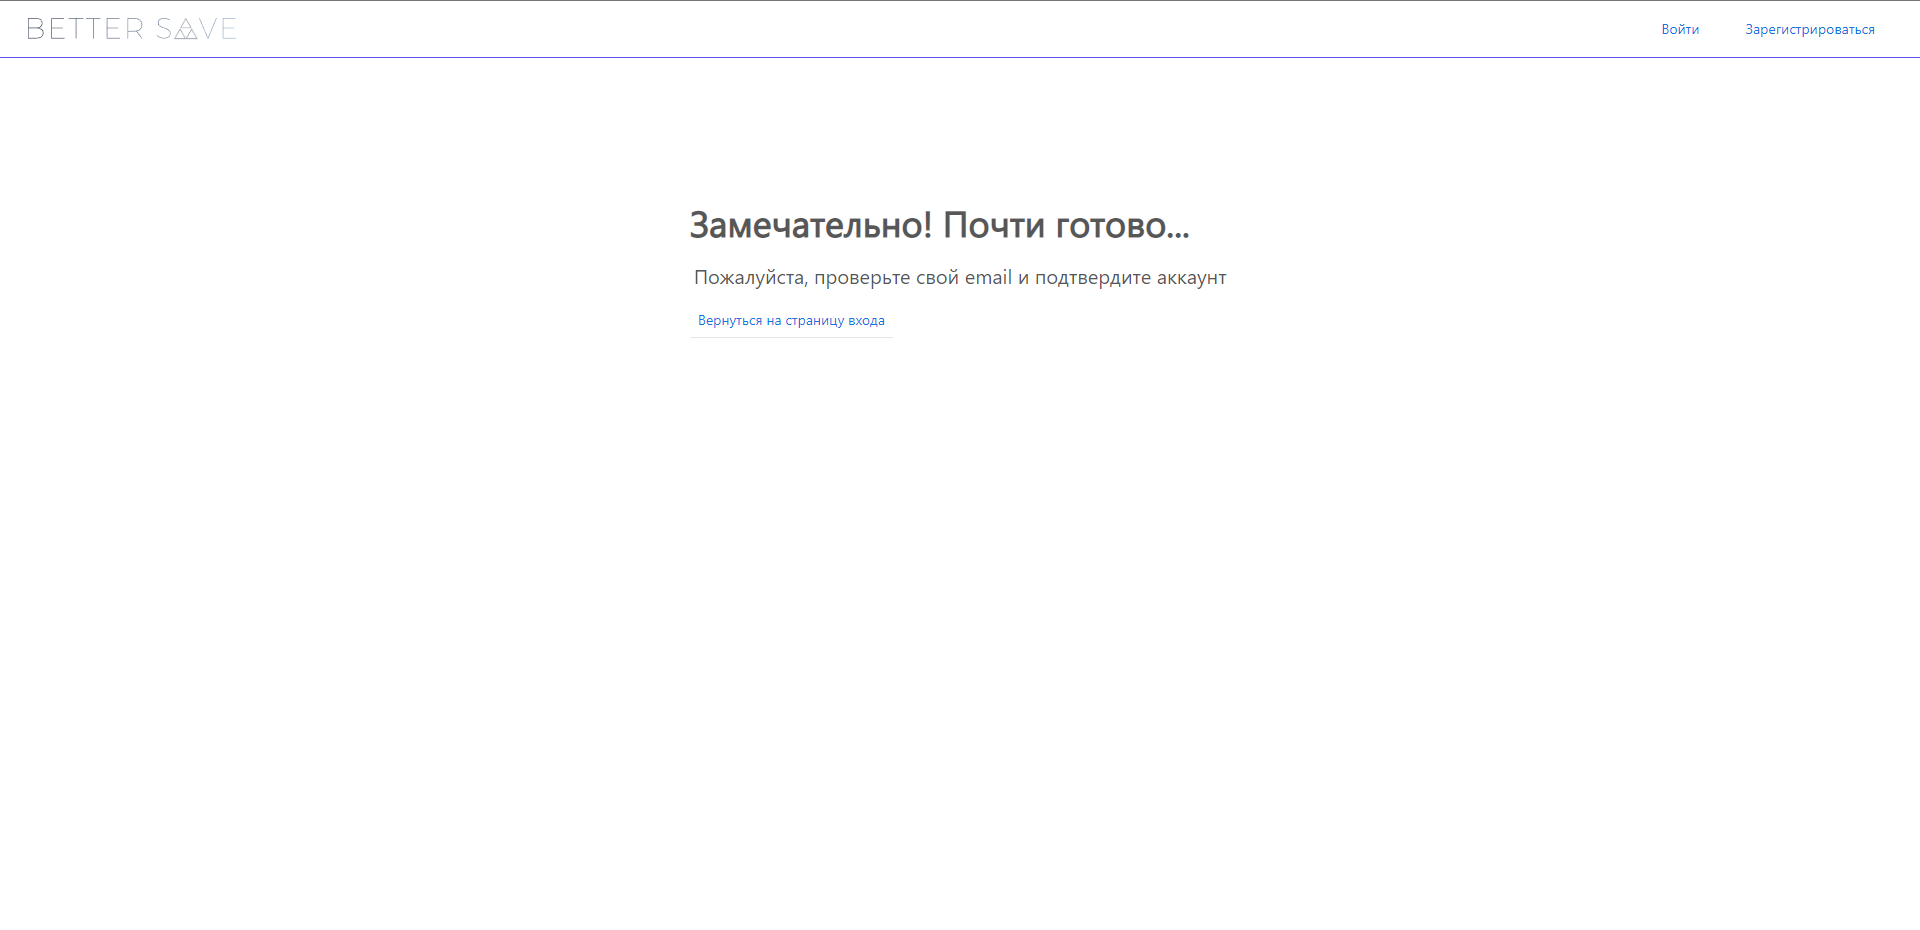 BETTER SAVE
Войти
Зарегистрироваться
Замечательно! Почти готово...
Пожалуйста, проверьте свой email и подтвердите аккаунт
Вернуться на страницу входа